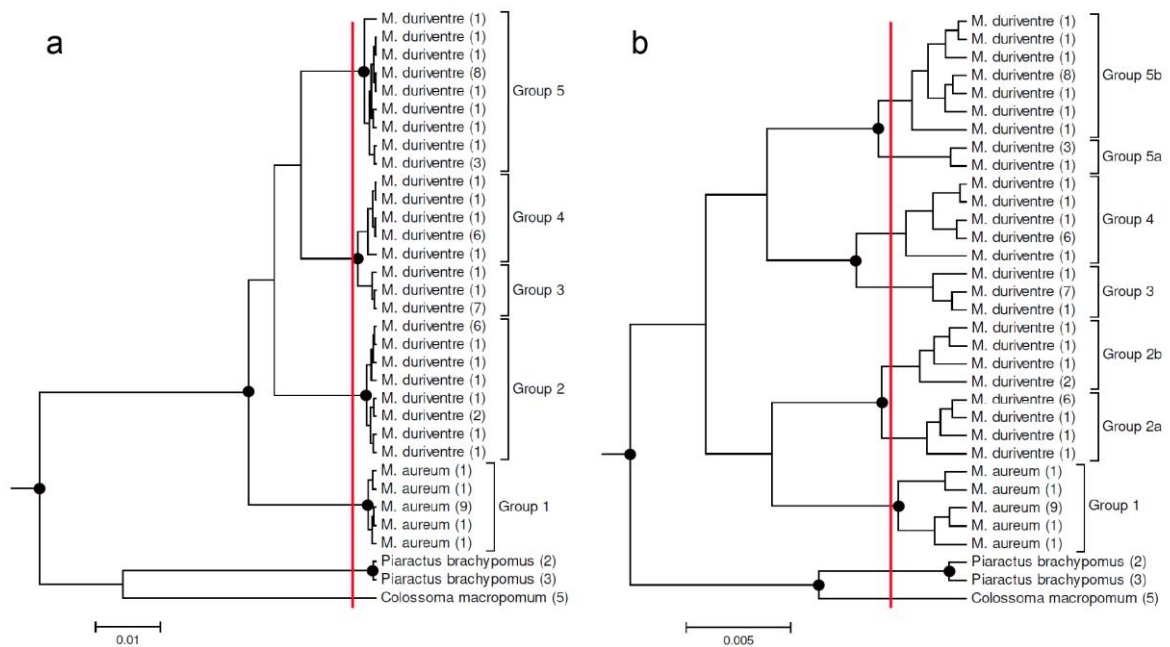 a
M. duriventre (1)
M. duriventre (1)
M. duriventre (1)
M. duriventre (8)
M. duriventre (1)
M. duriventre (1)
M. duriventre (1)
M. duriventre (1)
M. duriventre (3)
Group 5
M. duriventre (1)
M. duriventre (1)
M. duriventre (1)
M. duriventre (6)
M. duriventre (1)
Group 4
M. duriventre (1)
M. duriventre (1)
M. duriventre (7)
Group 3
M. duriventre (6)
M. duriventre (1)
M. duriventre (1)
M. duriventre (1)
M. duriventre (1)
M. duriventre (2)
M. duriventre (1)
M. duriventre (1)
Group 2
M. aureum (1)
M. aureum (1)
M. aureum (9)
M. aureum (1)
M. aureum (1)
Group 1
Piaractus brachypomus (2)
Piaractus brachypomus (3)
Colossoma macropomum (5)
0.01
b
M. duriventre (1)
M. duriventre (1)
M. duriventre (1)
M. duriventre (8)
M. duriventre (1)
M. duriventre (1)
M. duriventre (1)
Group 5b
M. duriventre (3)
M. duriventre (1)
Group 5a
M. duriventre (1)
M. duriventre (1)
M. duriventre (1)
M. duriventre (6)
M. duriventre (1)
Group 4
M. duriventre (1)
M. duriventre (7)
M. duriventre (1)
Group 3
M. duriventre (1)
M. duriventre (1)
M. duriventre (1)
M. duriventre (2)
Group 2b
M. duriventre (6)
M. duriventre (1)
M. duriventre (1)
M. duriventre (1)
Group 2a
M. aureum (1)
M. aureum (1)
M. aureum (9)
M. aureum (1)
M. aureum (1)
Group 1
Piaractus brachypomus (2)
Piaractus brachypomus (3)
Colossoma macropomum (5)
0.005